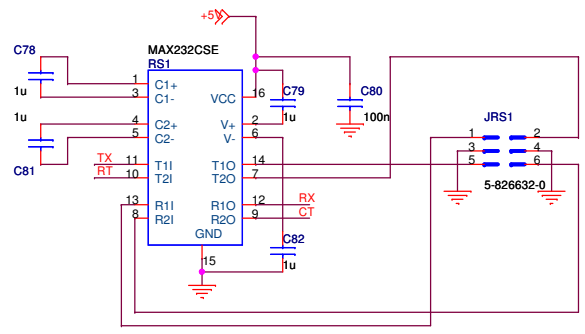 +5
C78
1u
1u
C81
MAX232CSE
RS1
1 C1+
3 C1-
4 C2+
5 C2-
TX 11 T1I
RT 10 T2I
13 R1I
8 R2I
VCC 16
V+ 2
V- 6
T1O 14
T2O 7
R1O 12 RX
R2O 9 CT
GND
15
C79
1u
C80
100n
C82
1u
JRS1
1 2
3 4
5 6
5-826632-0